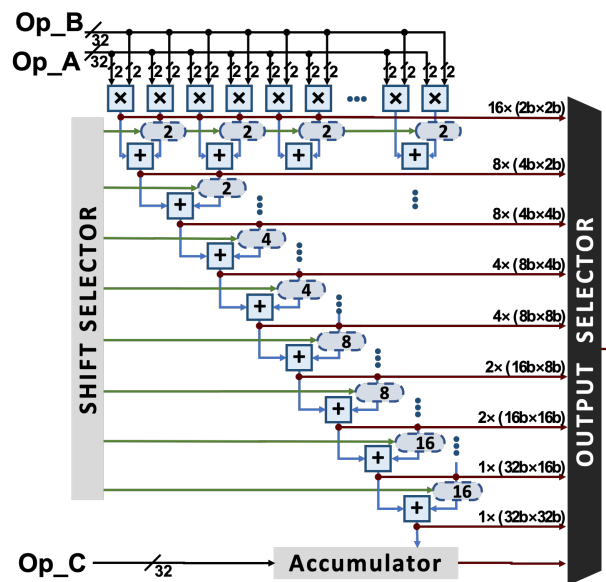 Op_B
32
Op_A
32
2 2 2 2 2 2 2 2 2 2 2 2 2 2 2 2
× × × × × × ••• × ×
16× (2b×2b)
2 2 2 2
+ + + +
8× (4b×2b)
2
+
8× (4b×4b)
4
+
4× (8b×4b)
4
+
4× (8b×8b)
8
+
2× (16b×8b)
8
+
2× (16b×16b)
16
+
1× (32b×16b)
16
+
1× (32b×32b)
SHIFT SELECTOR
OUTPUT SELECTOR
Op_C
32
Accumulator